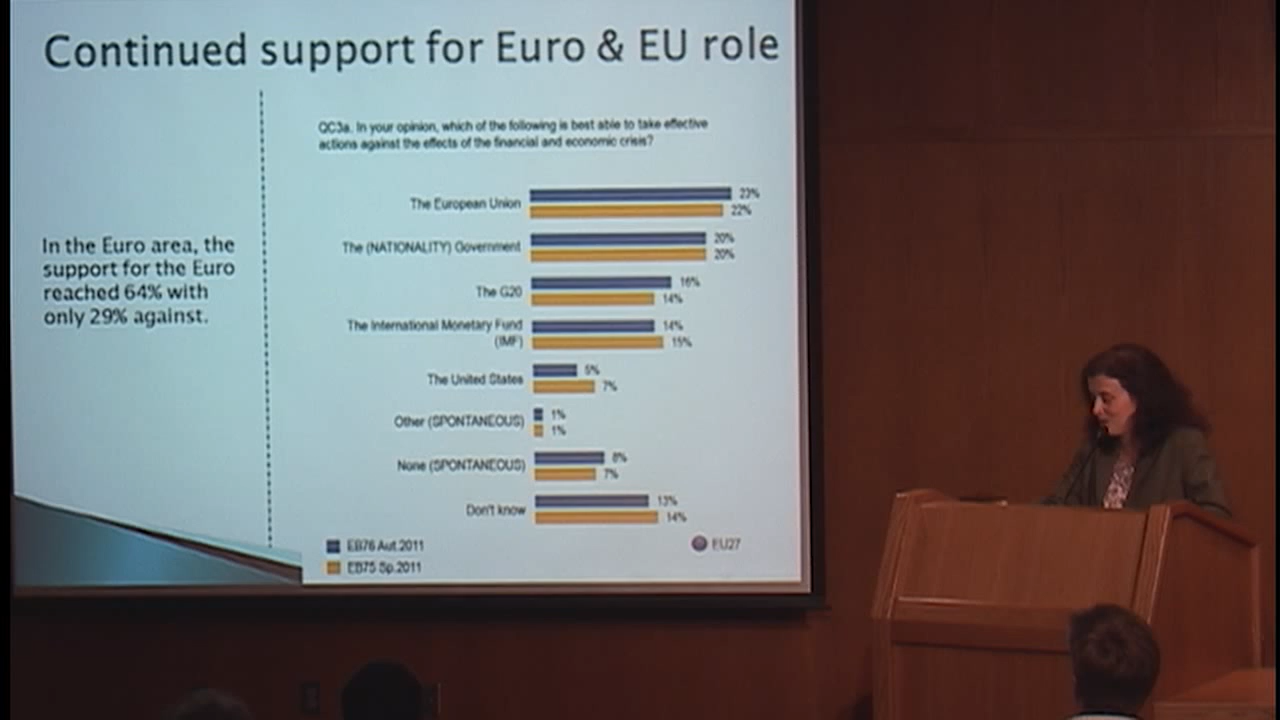 Continued support for Euro & EU role
In the Euro area, the
support for the Euro
reached 64% with
only 29% against.
QC3a. In your opinion, which of the following is best able to take effective
actions against the effects of the financial and economic crisis?
The European Union
23%
22%
The (NATIONALITY) Government
20%
20%
The G20
16%
14%
The International Monetary Fund
(IMF)
14%
15%
The United States
5%
7%
Other (SPONTANEOUS)
1%
1%
None (SPONTANEOUS)
8%
7%
Don't know
13%
14%
EB76 Aut.2011
EB75 Sp.2011
EU27